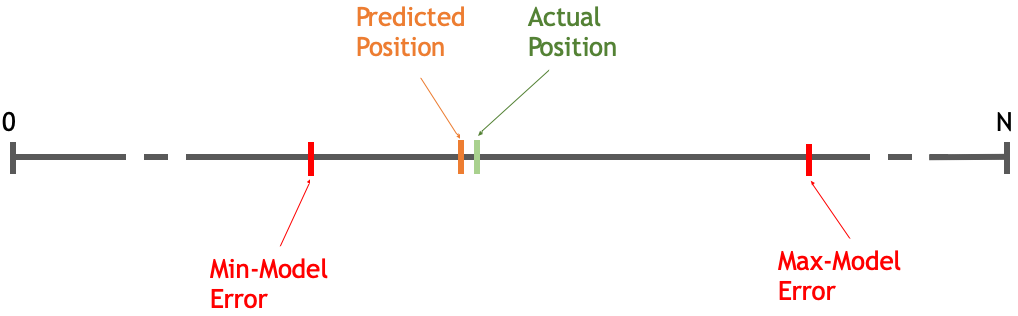 Predicted
Position
Actual
Position
0
N
Min-Model
Error
Max-Model
Error